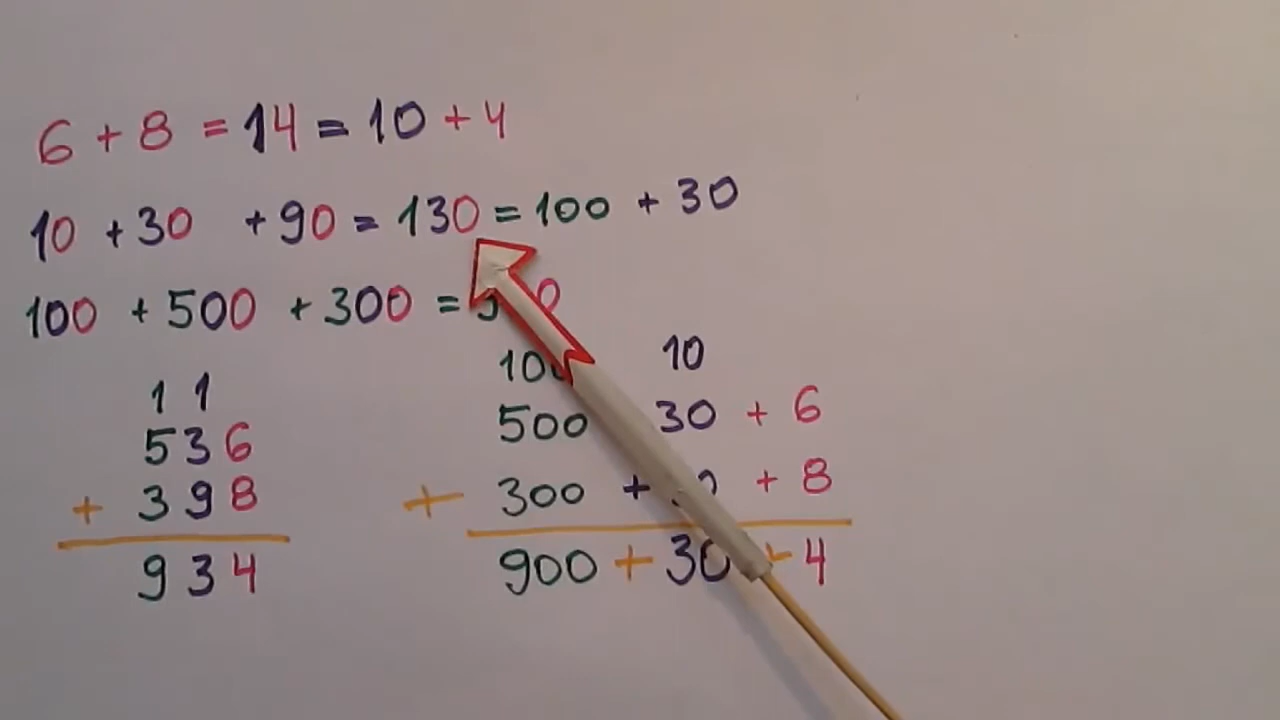 6 + 8 = 14 = 10 + 4
10 + 30 + 90 = 130 = 100 + 30
100 + 500 + 300 =
1 1
536
+ 398
934
10
500 30 + 6
+ 300 + + 8
900 + 30 + 4